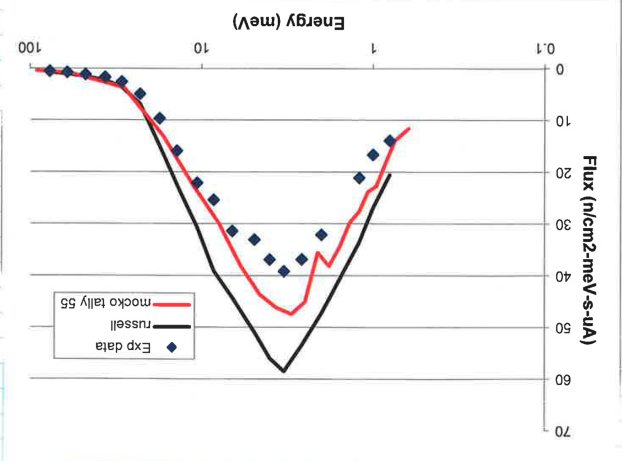 70
60
50
40
30
20
10
0
Flux (n/cm2-meV-s-uA)
0.1
1
10
100
Energy (meV)
Exp data
russell
mocko tally 55